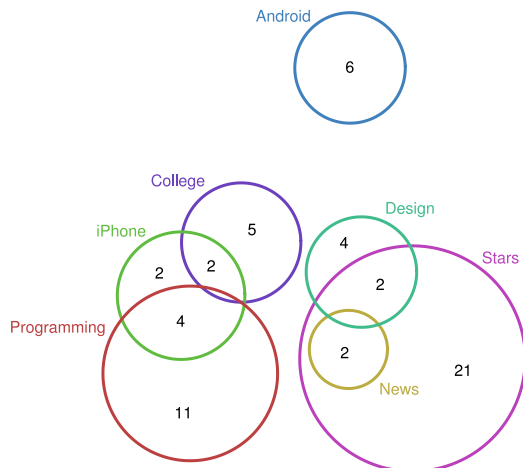 Android
6
College
5
Design
iPhone
4
Stars
2
2
2
Programming
4
2
21
News
11